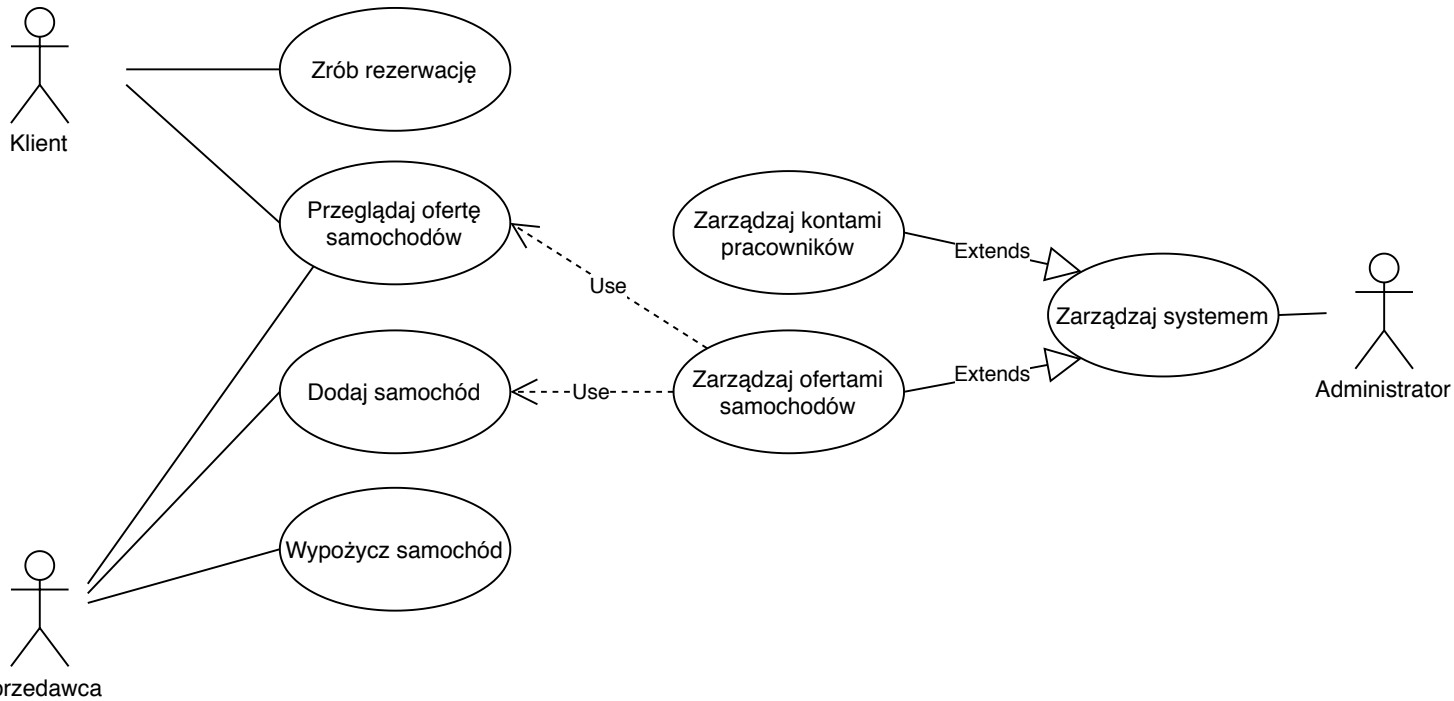 Zrób rezerwację
Klient
Przeglądaj ofertę
samochodów
Zarządzaj kontami
pracowników
Extends
Use
Zarządzaj systemem
Dodaj samochód
Use
Zarządzaj ofertami
samochodów
Extends
Administrator
Wypożycz samochód
przedawca